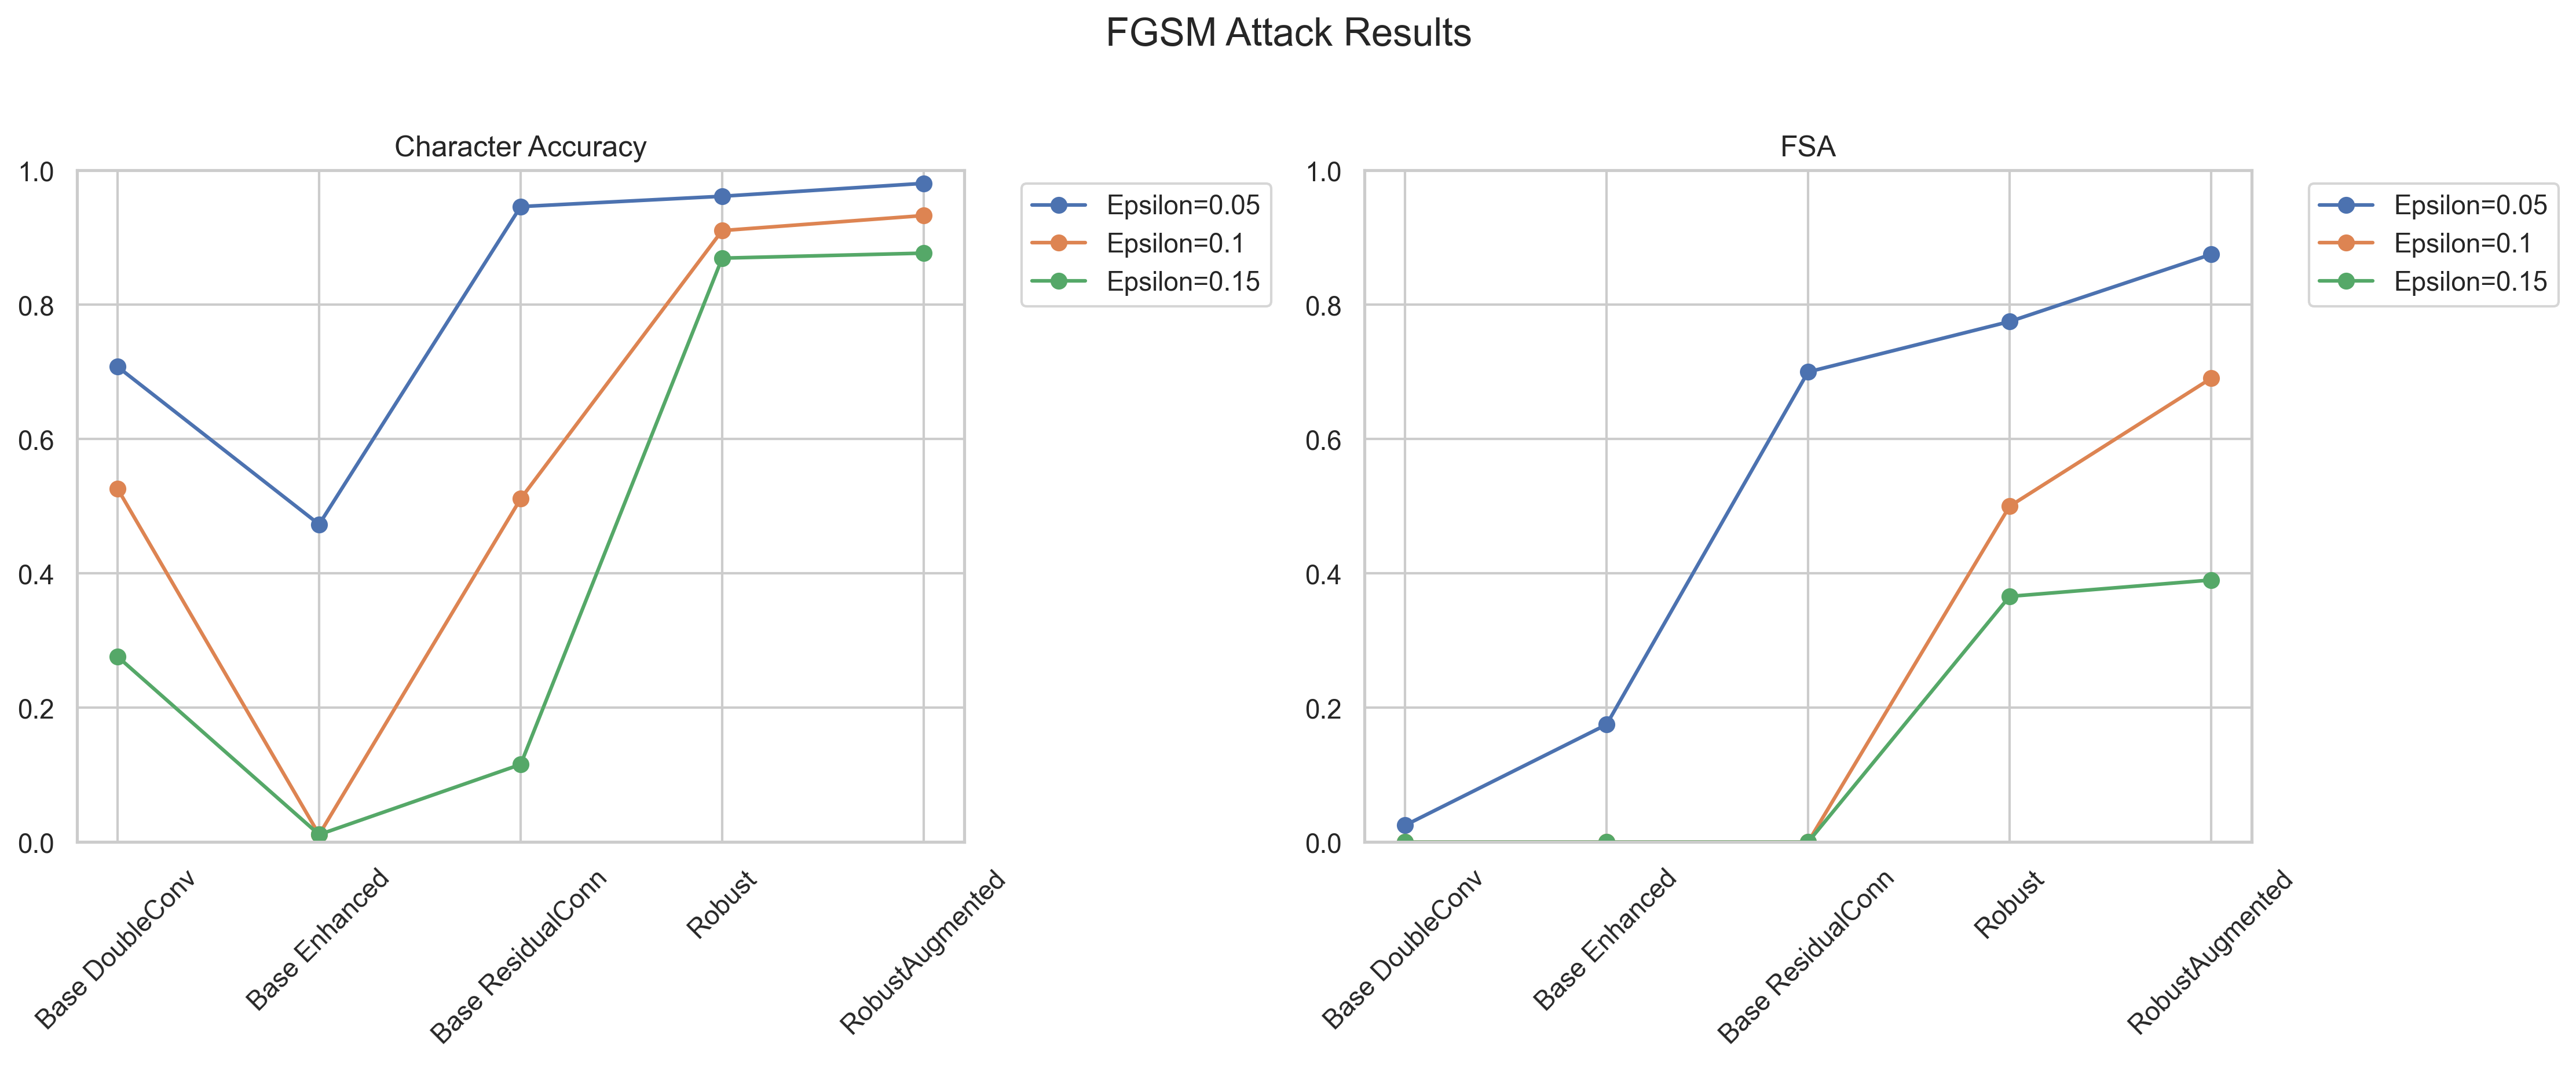 FGSM Attack Results
Character Accuracy
1.0
0.8
0.6
0.4
0.2
0.0
Base DoubleConv
Base Enhanced
Base ResidualConn
Robust
RobustAugmented
Epsilon=0.05
Epsilon=0.1
Epsilon=0.15
FSA
1.0
0.8
0.6
0.4
0.2
0.0
Base DoubleConv
Base Enhanced
Base ResidualConn
Robust
RobustAugmented
Epsilon=0.05
Epsilon=0.1
Epsilon=0.15